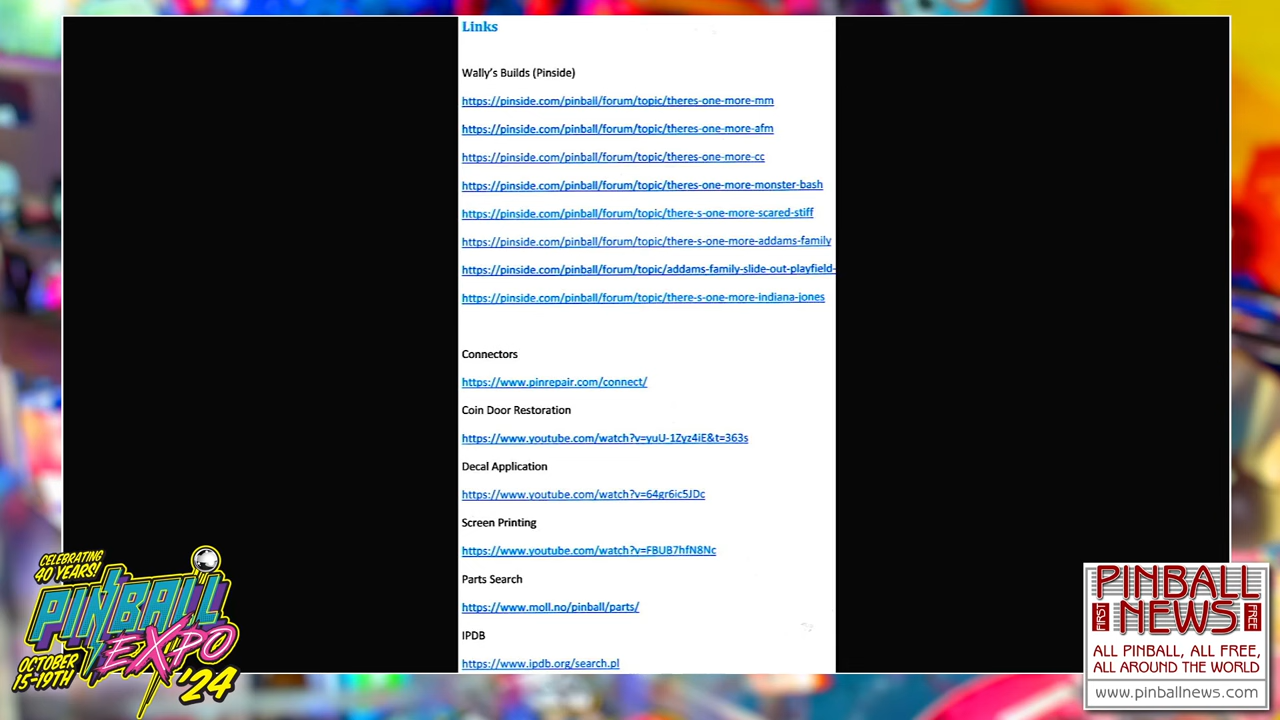 Links
Wally's Builds (Pinside)
https://pinside.com/pinball/forum/topic/theres-one-more-mm
https://pinside.com/pinball/forum/topic/theres-one-more-afm
https://pinside.com/pinball/forum/topic/theres-one-more-cc
https://pinside.com/pinball/forum/topic/theres-one-more-monster-bash
https://pinside.com/pinball/forum/topic/there-s-one-more-scared-stiff
https://pinside.com/pinball/forum/topic/there-s-one-more-addams-family
https://pinside.com/pinball/forum/topic/addams-family-slide-out-playfield-
https://pinside.com/pinball/forum/topic/there-s-one-more-indiana-jones
Connectors
https://www.pinrepair.com/connect/
Coin Door Restoration
https://www.youtube.com/watch?v=yuU-1Zyz4iE&t=363s
Decal Application
https://www.youtube.com/watch?v=64gr6ic5JDc
Screen Printing
https://www.youtube.com/watch?v=FBUB7hfN8Nc
Parts Search
https://www.moll.no/pinball/parts/
IPDB
https://www.ipdb.org/search.pl
CELEBRATING
40 YEARS!
PINBALL
EXPO
OCTOBER
15-19TH
'24
PINBALL
FIRST NEWS FREE
ALL PINBALL, ALL FREE,
ALL AROUND THE WORLD
www.pinballnews.com